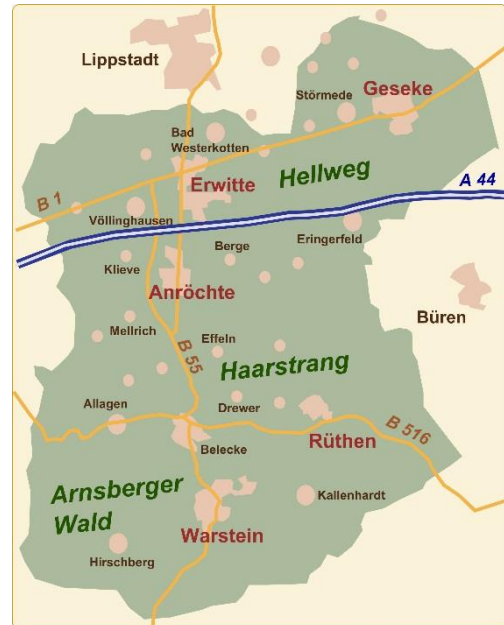 Lippstadt
Störmede
Geseke
Bad
Westerkotten
Hellweg
Erwitte
A 44
B 1
Völlinghausen
Berge
Eringerfeld
Klieve
Anröchte
Büren
Mellrich
Effeln
B 55
Haarstrang
Allagen
Drewer
Rüthen
B 516
Belecke
Arnsberger
Wald
Kallenhardt
Warstein
Hirschberg